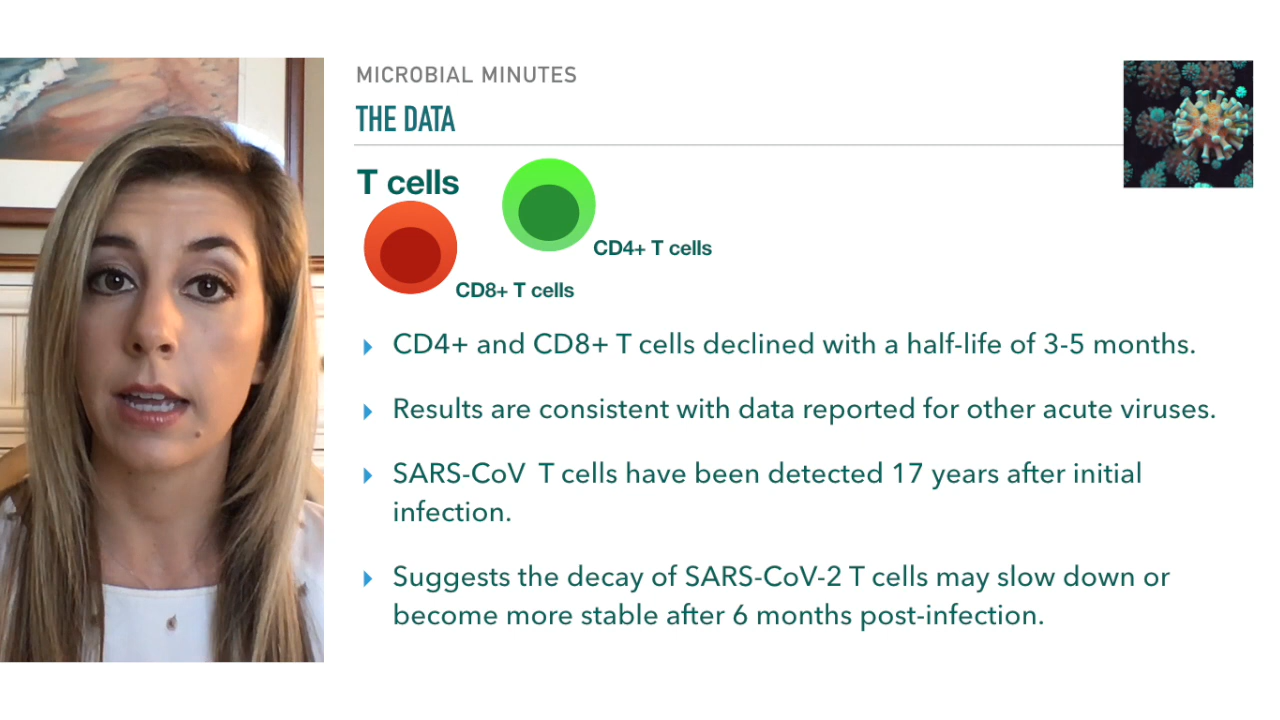 MICROBIAL MINUTES
THE DATA
T cells
CD4+ T cells
CD8+ T cells
CD4+ and CD8+ T cells declined with a half-life of 3-5 months.
Results are consistent with data reported for other acute viruses.
SARS-CoV T cells have been detected 17 years after initial
infection.
Suggests the decay of SARS-CoV-2 T cells may slow down or
become more stable after 6 months post-infection.